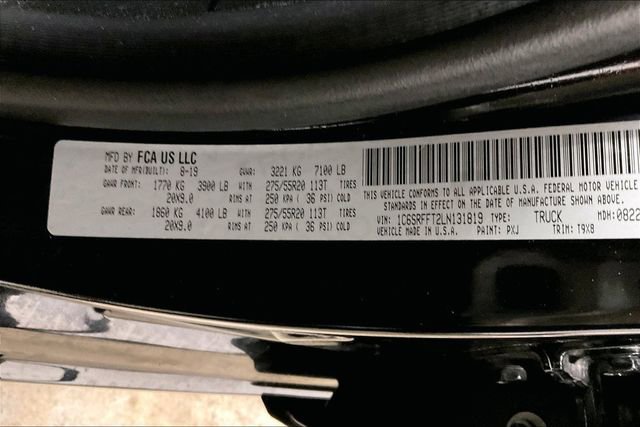 MFD BY FCA US LLC
DATE OF MFR(BUILT): 8-19 GVWR: 3221 KG 7100 LB
GAWR FRONT: 1770 KG 3900 LB WITH 275/55R20 113T TIRES
20X9.0 RIMS AT 250 KPA ( 36 PSI) COLD
GAWR REAR: 1860 KG 4100 LB WITH 275/55R20 113T TIRES
20X9.0 RIMS AT 250 KPA ( 36 PSI) COLD
THIS VEHICLE CONFORMS TO ALL APPLICABLE U.S.A. FEDERAL MOTOR VEHICLE
STANDARDS IN EFFECT ON THE DATE OF MANUFACTURE SHOWN ABOVE.
VIN: 1C6SRFFT2LN131819 TYPE: TRUCK MDH:0822
VEHICLE MADE IN U.S.A. PAINT: PXJ TRIM: T9X8